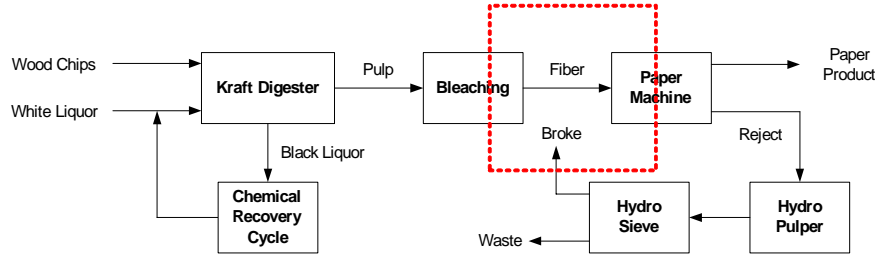 Wood Chips
White Liquor
Kraft Digester
Pulp
Bleaching
Fiber
Paper
Machine
Paper
Product
Reject
Broke
Black Liquor
Chemical
Recovery
Cycle
Waste
Hydro
Sieve
Hydro
Pulper